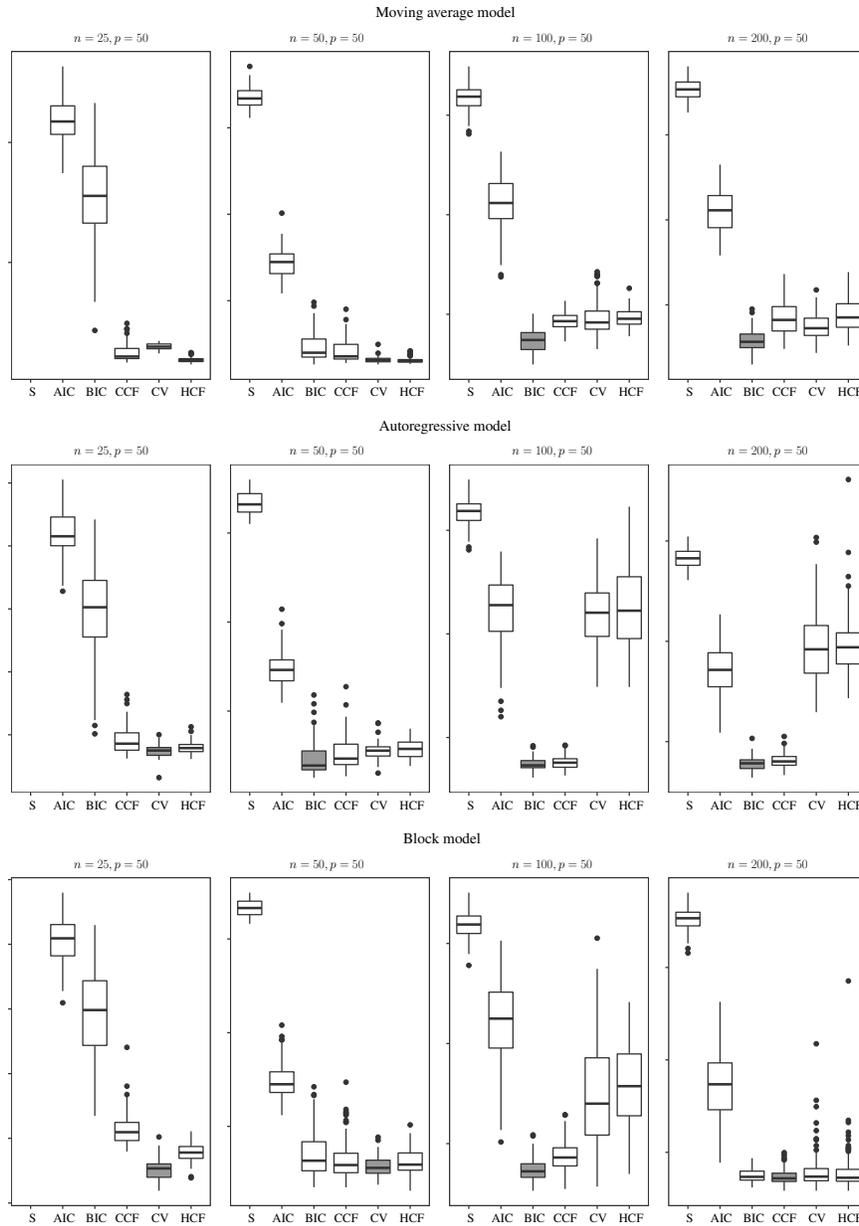 Moving average model
n = 25, p = 50 n = 50, p = 50 n = 100, p = 50 n = 200, p = 50
S AIC BIC CCF CV HCF S AIC BIC CCF CV HCF S AIC BIC CCF CV HCF S AIC BIC CCF CV HCF
Autoregressive model
n = 25, p = 50 n = 50, p = 50 n = 100, p = 50 n = 200, p = 50
S AIC BIC CCF CV HCF S AIC BIC CCF CV HCF S AIC BIC CCF CV HCF S AIC BIC CCF CV HCF
Block model
n = 25, p = 50 n = 50, p = 50 n = 100, p = 50 n = 200, p = 50
S AIC BIC CCF CV HCF S AIC BIC CCF CV HCF S AIC BIC CCF CV HCF S AIC BIC CCF CV HCF